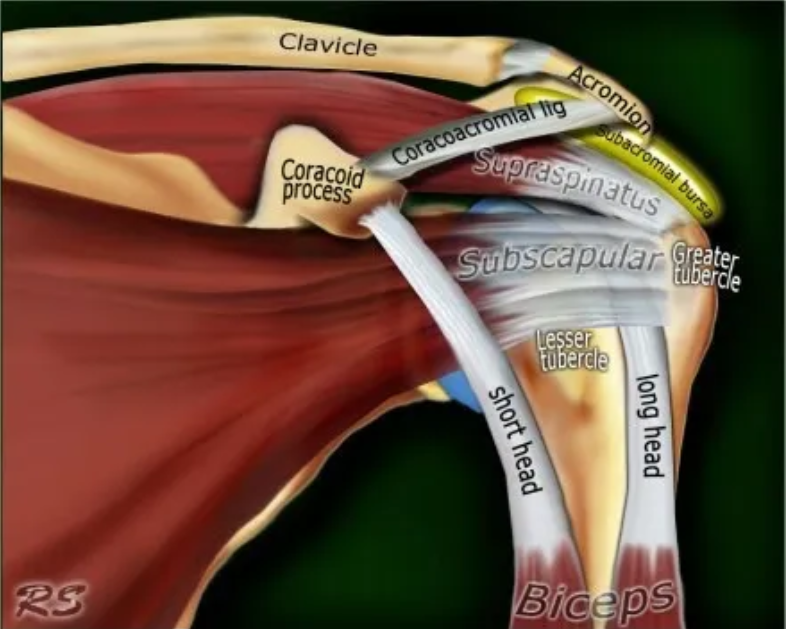 Clavicle
Acromion
Coracoacromial lig
Subacromial bursa
Coracoid
process
Supraspinatus
Subscapular
Greater
tubercle
Lesser
tubercle
short head
long head
Biceps
RS